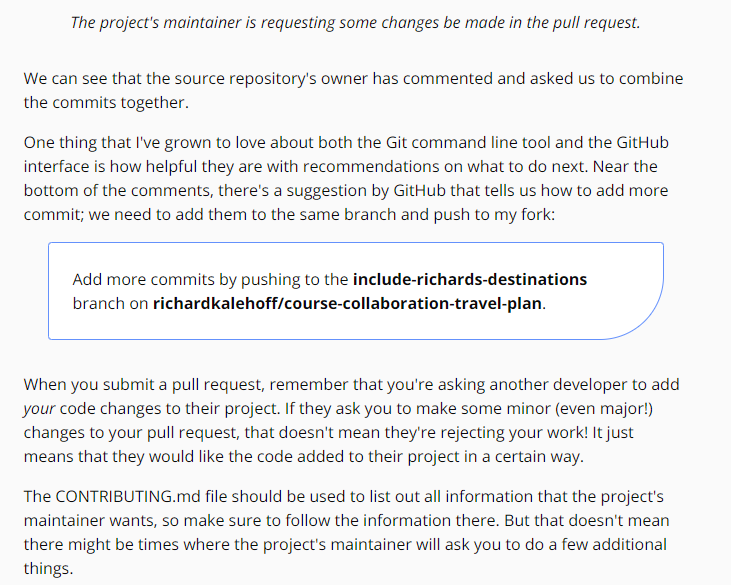 The project's maintainer is requesting some changes be made in the pull request.
We can see that the source repository's owner has commented and asked us to combine
the commits together.
One thing that I've grown to love about both the Git command line tool and the GitHub
interface is how helpful they are with recommendations on what to do next. Near the
bottom of the comments, there's a suggestion by GitHub that tells us how to add more
commit; we need to add them to the same branch and push to my fork:
Add more commits by pushing to the include-richards-destinations
branch on richardkalehoff/course-collaboration-travel-plan.
When you submit a pull request, remember that you're asking another developer to add
your code changes to their project. If they ask you to make some minor (even major!)
changes to your pull request, that doesn't mean they're rejecting your work! It just
means that they would like the code added to their project in a certain way.
The CONTRIBUTING.md file should be used to list out all information that the project's
maintainer wants, so make sure to follow the information there. But that doesn't mean
there might be times where the project's maintainer will ask you to do a few additional
things.